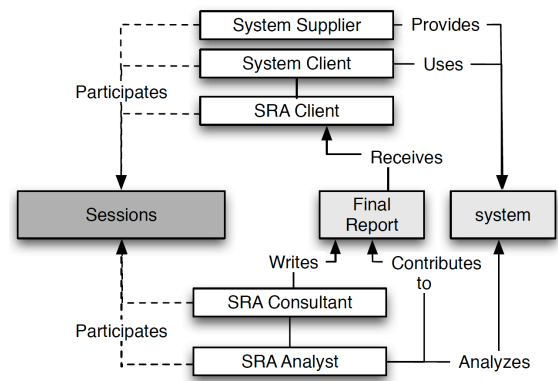 System Supplier
Provides
System Client
Uses
Participates
SRA Client
Receives
Sessions
Final
Report
system
Writes
Contributes
to
SRA Consultant
Participates
SRA Analyst
Analyzes